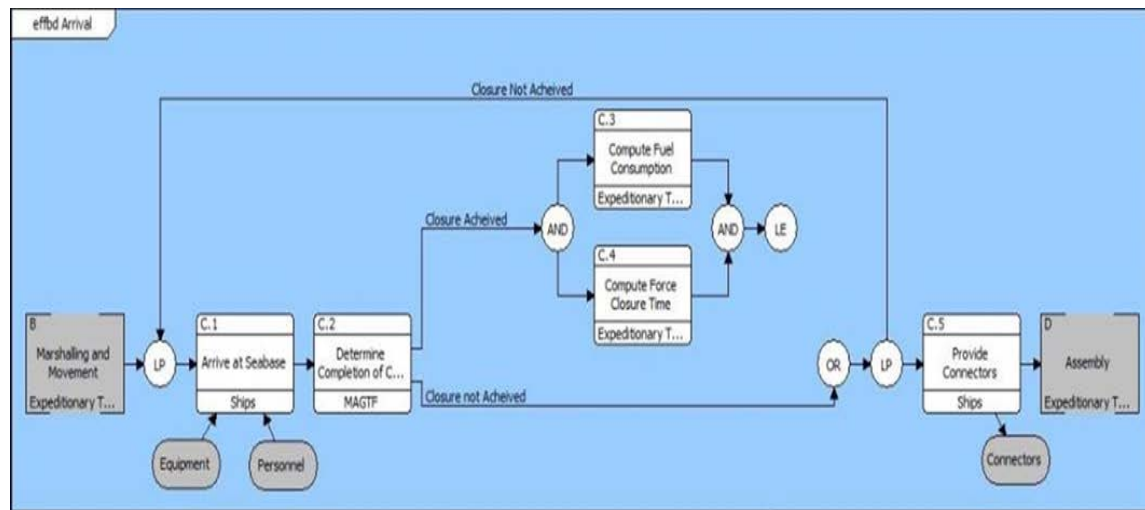 effbd Arrival
Closure Not Acheived
C.3
Compute Fuel
Consumption
Expeditionary T...
Closure Acheived
AND
AND
LE
C.4
Compute Force
Closure Time
Expeditionary T...
B
Marshalling and
Movement
Expeditionary T...
LP
C.1
Arrive at Seabase
Ships
C.2
Determine
Completion of C...
MAGTF
Closure not Acheived
OR
LP
C.5
Provide
Connectors
Ships
D
Assembly
Expeditionary T...
Equipment
Personnel
Connectors